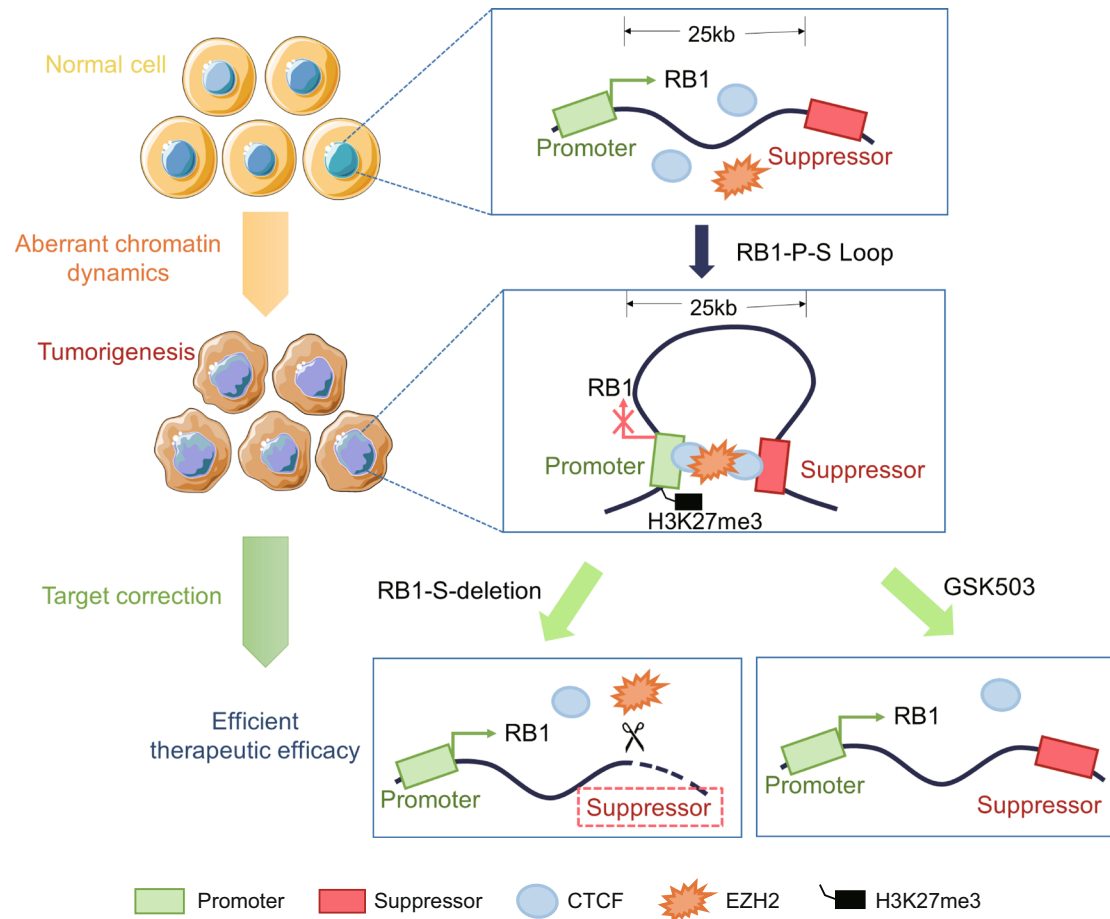 Normal cell
25kb
RB1
Promoter
Suppressor
Aberrant chromatin
dynamics
RB1-P-S Loop
25kb
Tumorigenesis
RB1
Promoter
Suppressor
H3K27me3
Target correction
RB1-S-deletion
GSK503
Efficient
therapeutic efficacy
RB1
Promoter
Suppressor
RB1
Promoter
Suppressor
Promoter
Suppressor
CTCF
EZH2
H3K27me3